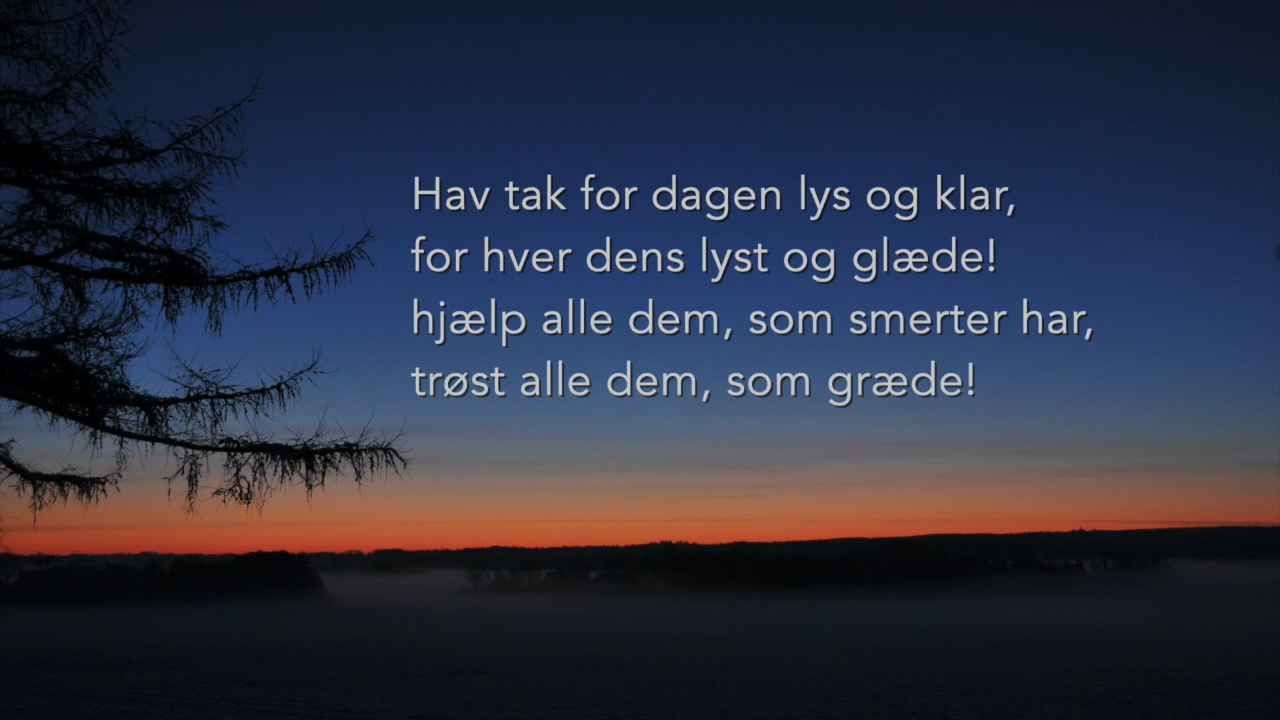 Hav tak for dagen lys og klar,
for hver dens lyst og glæde!
hjælp alle dem, som smerter har,
trøst alle dem, som græde!